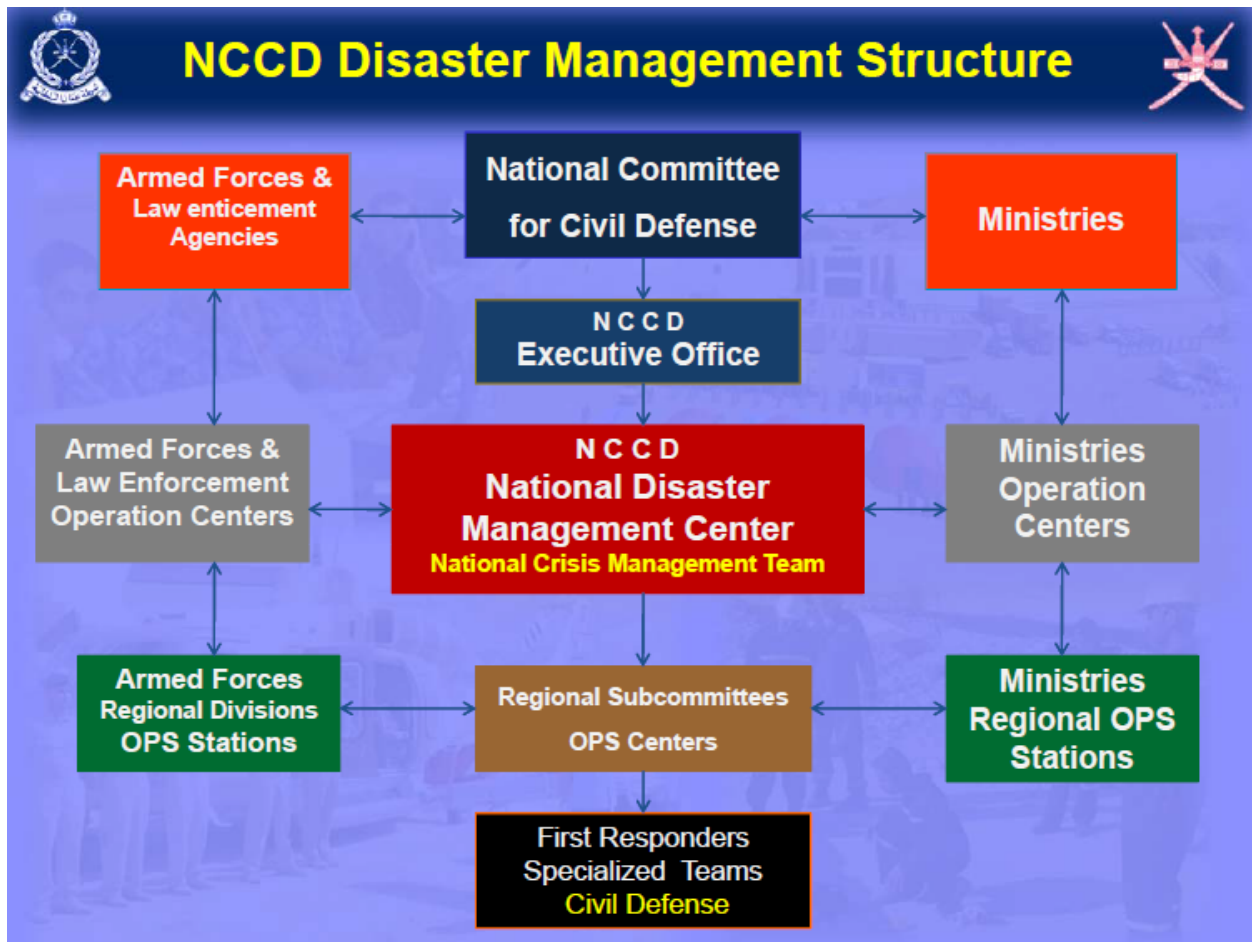 NCCD Disaster Management Structure
Armed Forces &
Law enticement
Agencies
National Committee
for Civil Defense
Ministries
N C C D
Executive Office
Armed Forces &
Law Enforcement
Operation Centers
N C C D
National Disaster
Management Center
National Crisis Management Team
Ministries
Operation
Centers
Armed Forces
Regional Divisions
OPS Stations
Regional Subcommittees
OPS Centers
Ministries
Regional OPS
Stations
First Responders
Specialized Teams
Civil Defense